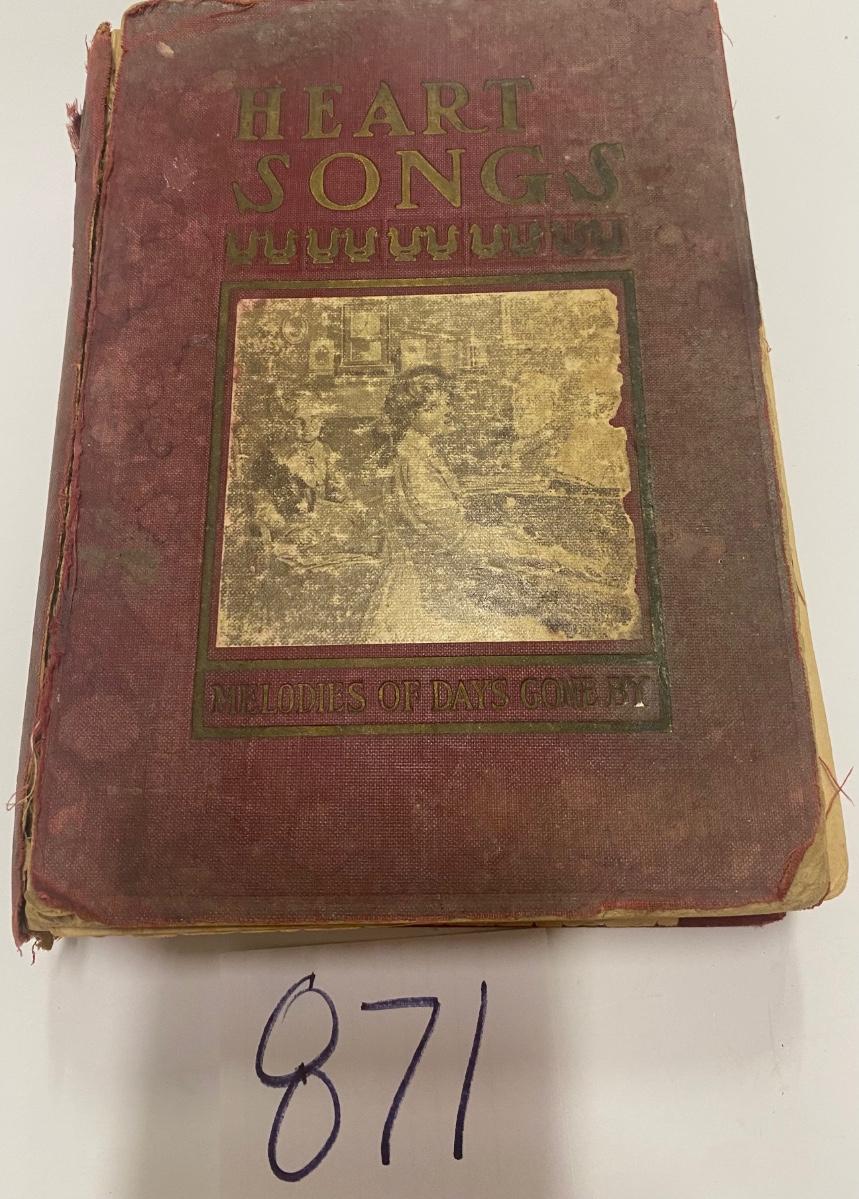 HEART
SONGS
MELODIES OF DAYS GONE BY
871